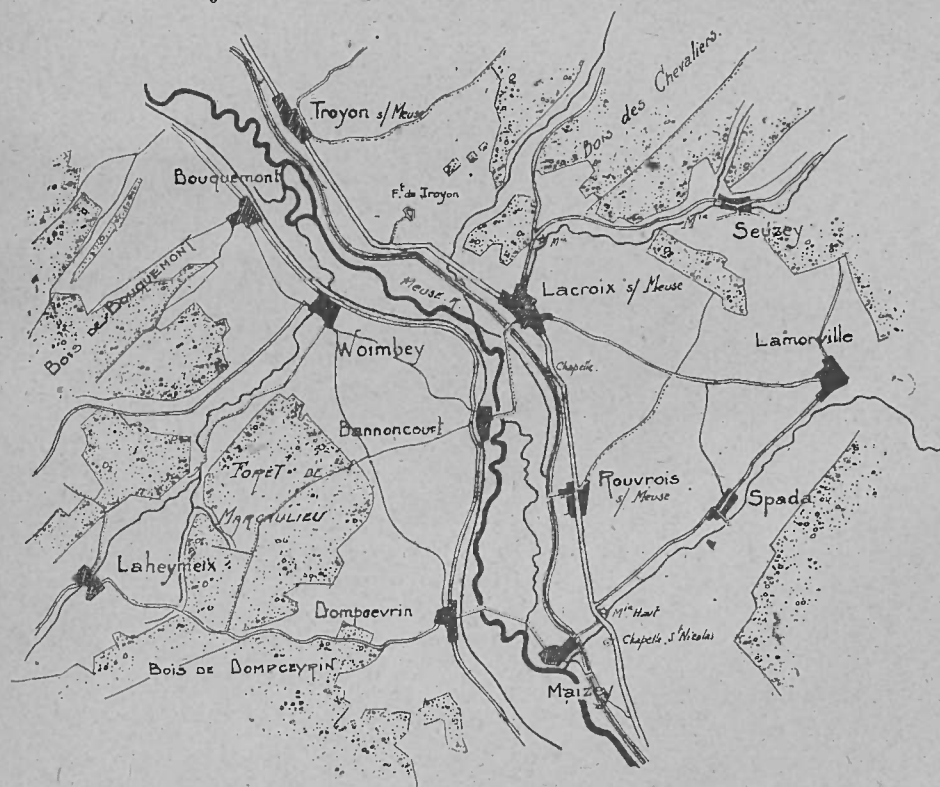 Troyon s/ Meuse
Bois des Chevaliers.
Bouquemont
Ft. de Troyon
Min
Seuzey
Bois de Bouquemont
Meuse R.
Min
Lacroix s/ Meuse
Woimbey
Lamorville
Chapelle.
Bannoncourt
Forêt de
Marcaulieu
Rouvrois
s/ Meuse
Spada
Laheymeix
Dompcevrin
Min Haut
Chapelle St Nicolas
Bois de Dompcevrin
Maizey